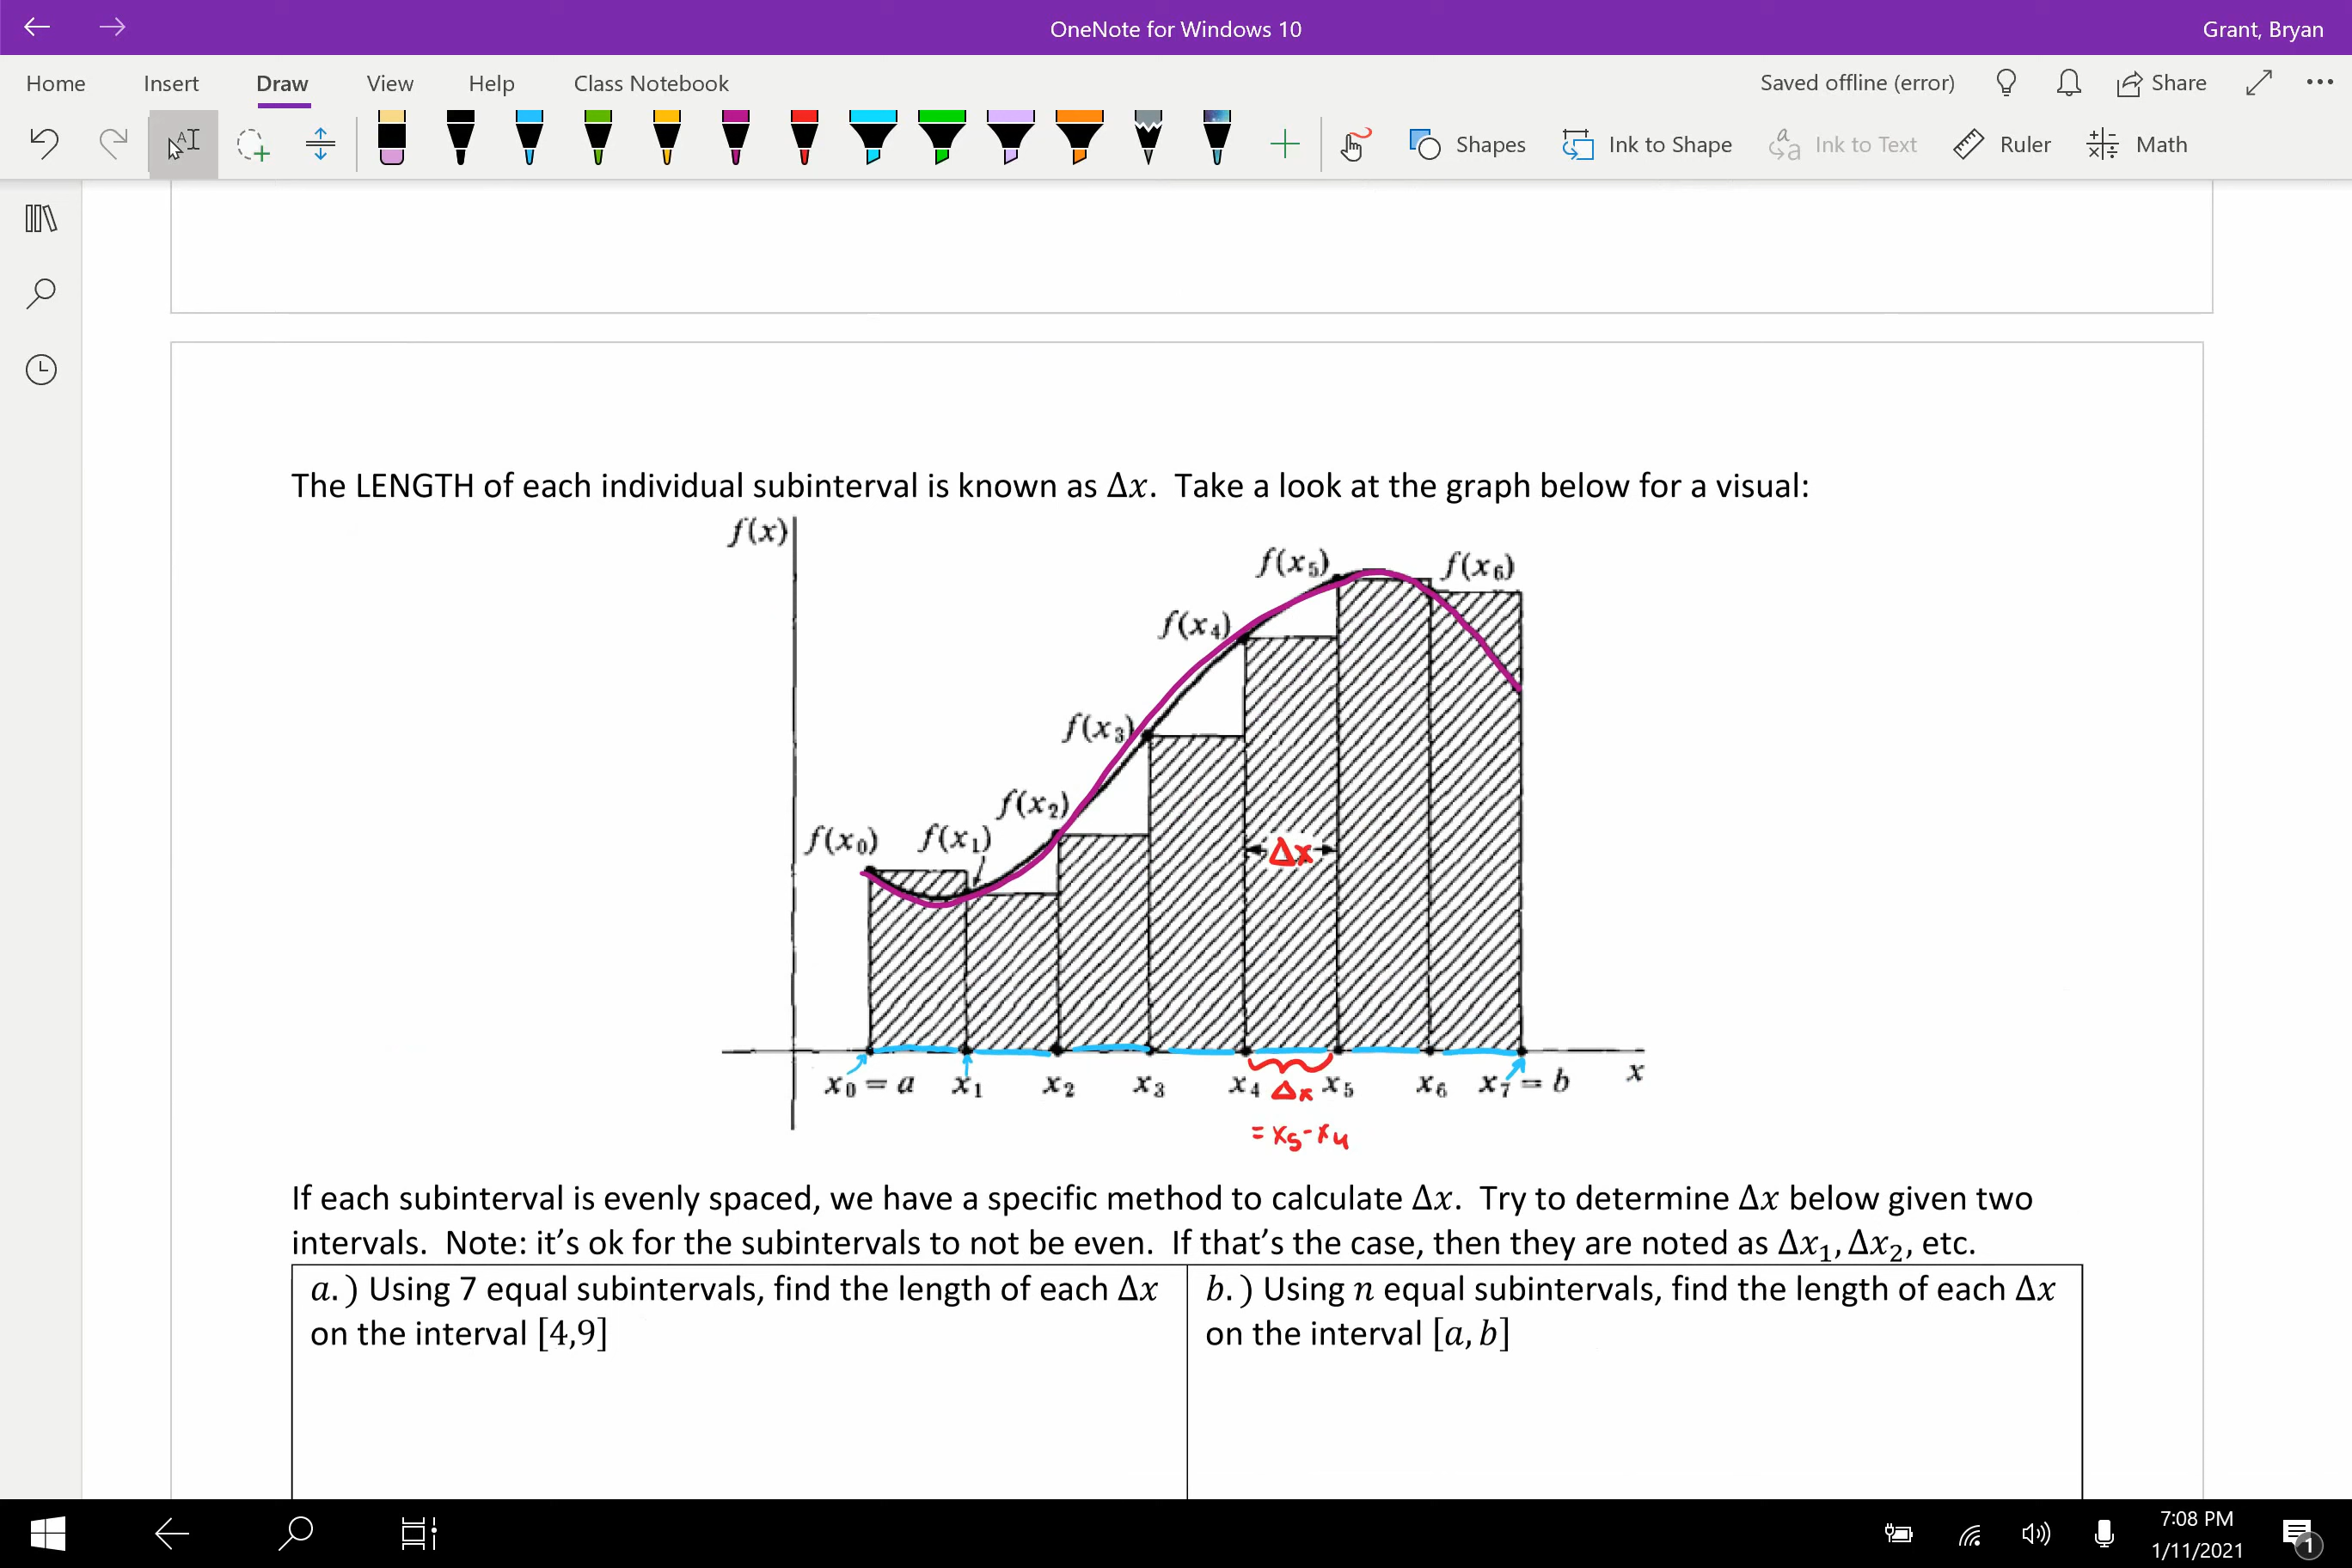 OneNote for Windows 10
Grant, Bryan
Home Insert Draw View Help Class Notebook
Saved offline (error) Share
Shapes Ink to Shape Ink to Text Ruler Math
The LENGTH of each individual subinterval is known as Δx. Take a look at the graph below for a visual:
f(x)
f(x₅) f(x₆)
f(x₄)
f(x₃)
f(x₂)
f(x₀) f(x₁)
Δx
x₀ = a x₁ x₂ x₃ x₄ Δx x₅ x₆ x₇ = b x
= x₅ - x₄
If each subinterval is evenly spaced, we have a specific method to calculate Δx. Try to determine Δx below given two
intervals. Note: it's ok for the subintervals to not be even. If that's the case, then they are noted as Δx₁, Δx₂, etc.
a.) Using 7 equal subintervals, find the length of each Δx
on the interval [4,9]
b.) Using n equal subintervals, find the length of each Δx
on the interval [a, b]
7:08 PM
1/11/2021
1